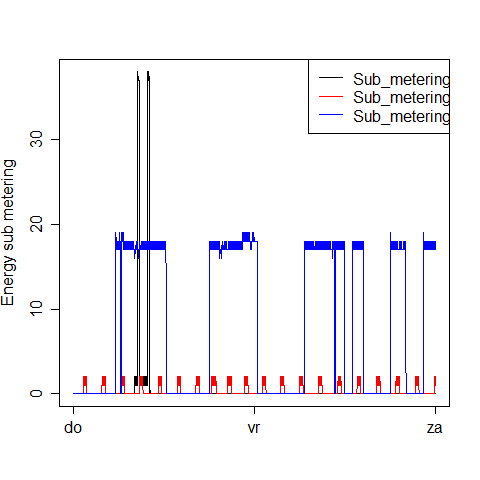 Sub_metering
Sub_metering
Sub_metering
Energy sub metering
30
20
10
0
do vr za